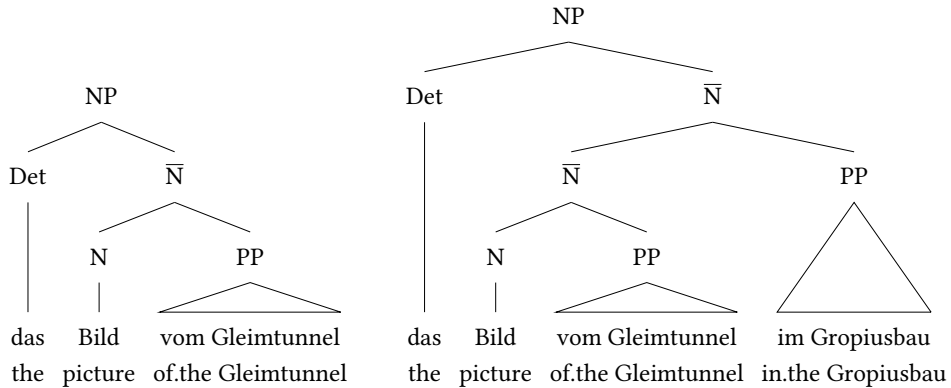 NP
NP
Det
N̅
Det
N̅
N̅
PP
N
PP
N
PP
das Bild vom Gleimtunnel
the picture of.the Gleimtunnel
das Bild vom Gleimtunnel im Gropiusbau
the picture of.the Gleimtunnel in.the Gropiusbau